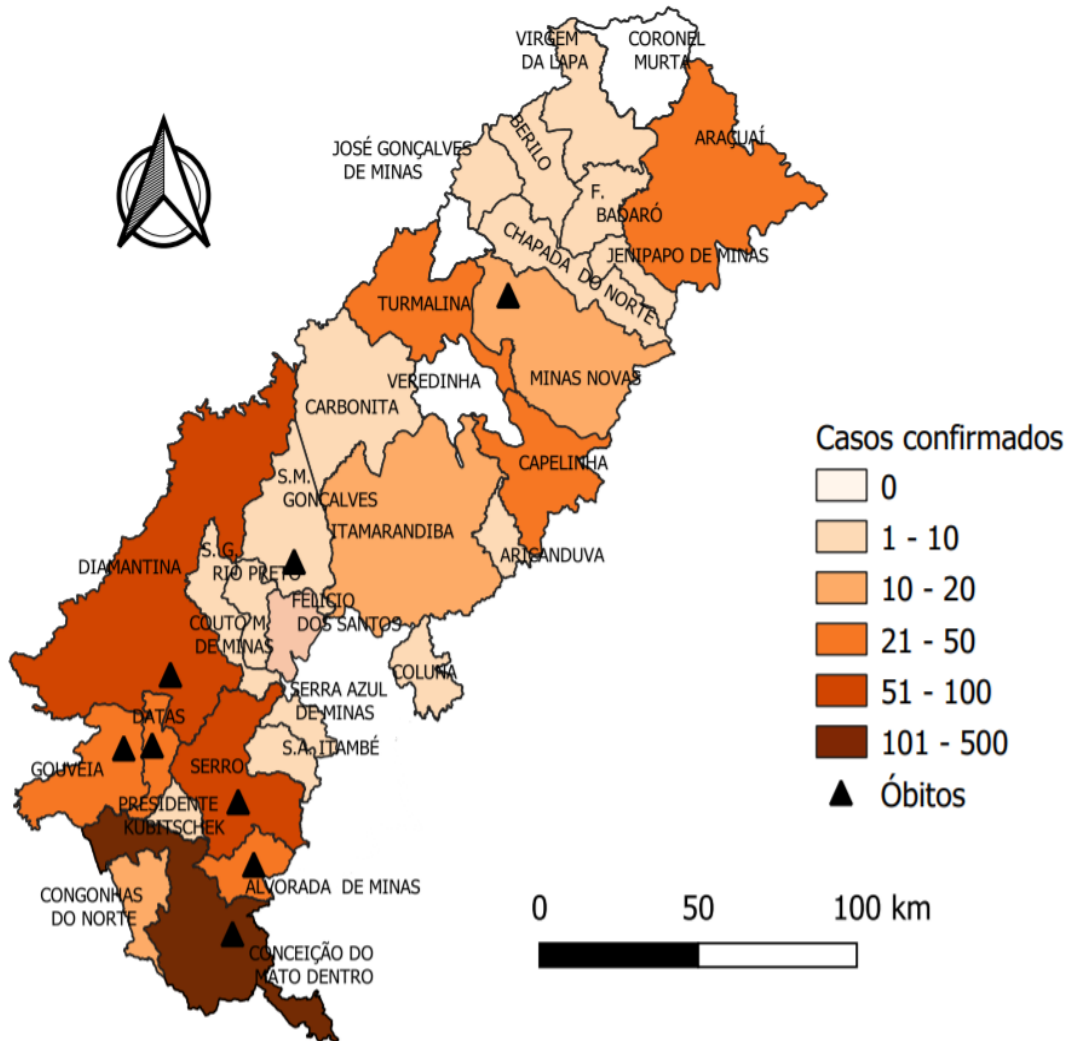 VIRGEM
DA LAPA
CORONEL
MURTA
ARAÇUAÍ
JOSÉ GONÇALVES
DE MINAS
BERILO
F.
BADARÓ
JENIPAPO DE MINAS
CHAPADA DO NORTE
TURMALINA
MINAS NOVAS
VEREDINHA
CARBONITA
CAPELINHA
S.M.
GONÇALVES
ITAMARANDIBA
ARICANDUVA
DIAMANTINA
S. G.
RIO PRETO
FELÍCIO
DOS SANTOS
COUTO M.
DE MINAS
COLUNA
SERRA AZUL
DE MINAS
DATAS
S.A. ITAMBÉ
GOUVEIA
SERRO
PRESIDENTE
KUBITSCHEK
ALVORADA DE MINAS
CONGONHAS
DO NORTE
CONCEIÇÃO DO
MATO DENTRO
Casos confirmados
0
1 - 10
10 - 20
21 - 50
51 - 100
101 - 500
Óbitos
0 50 100 km